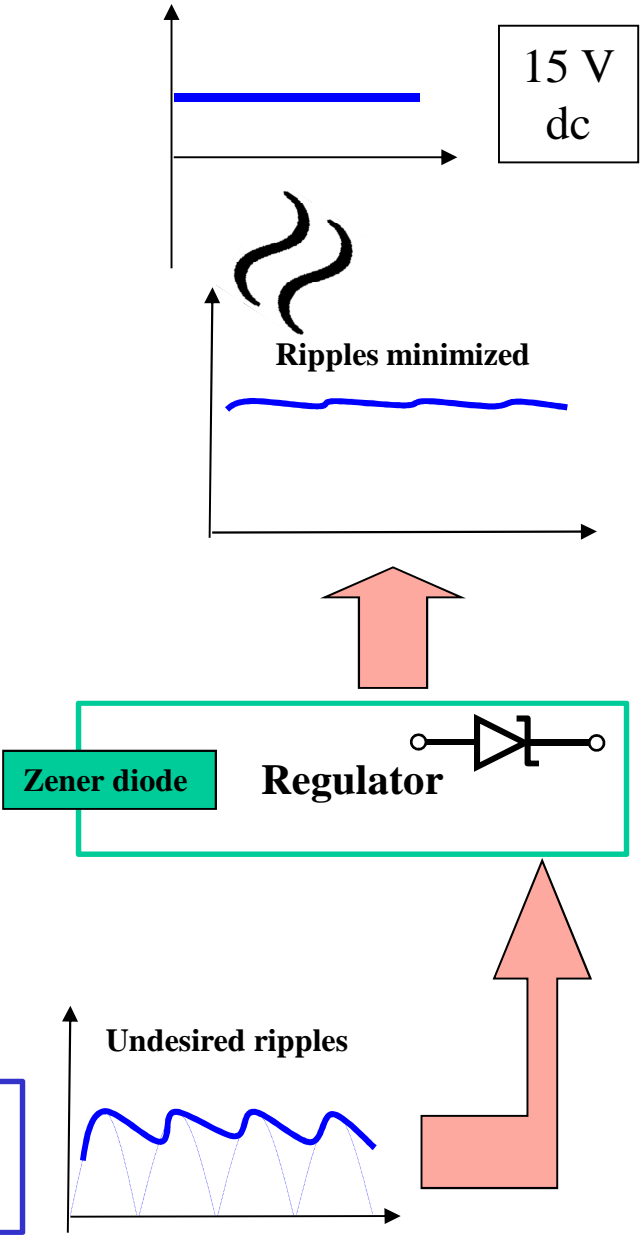 15 V
dc
Ripples minimized
Zener diode
Regulator
Undesired ripples